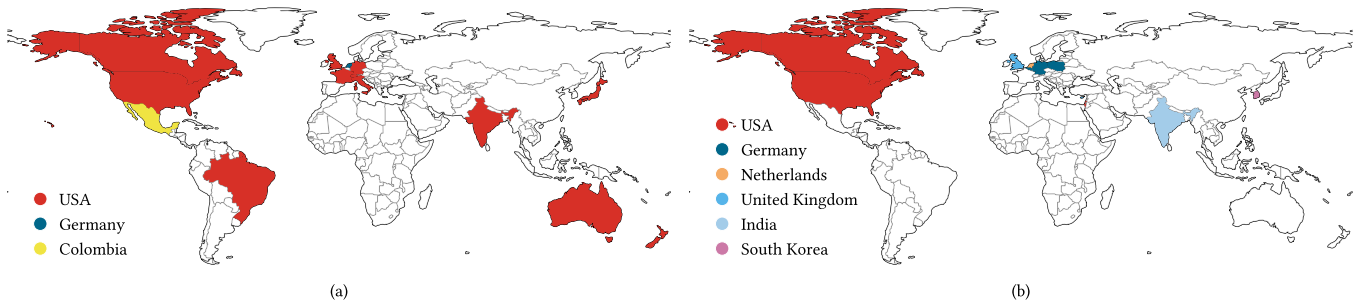 USA
Germany
Colombia
(a)
USA
Germany
Netherlands
United Kingdom
India
South Korea
(b)